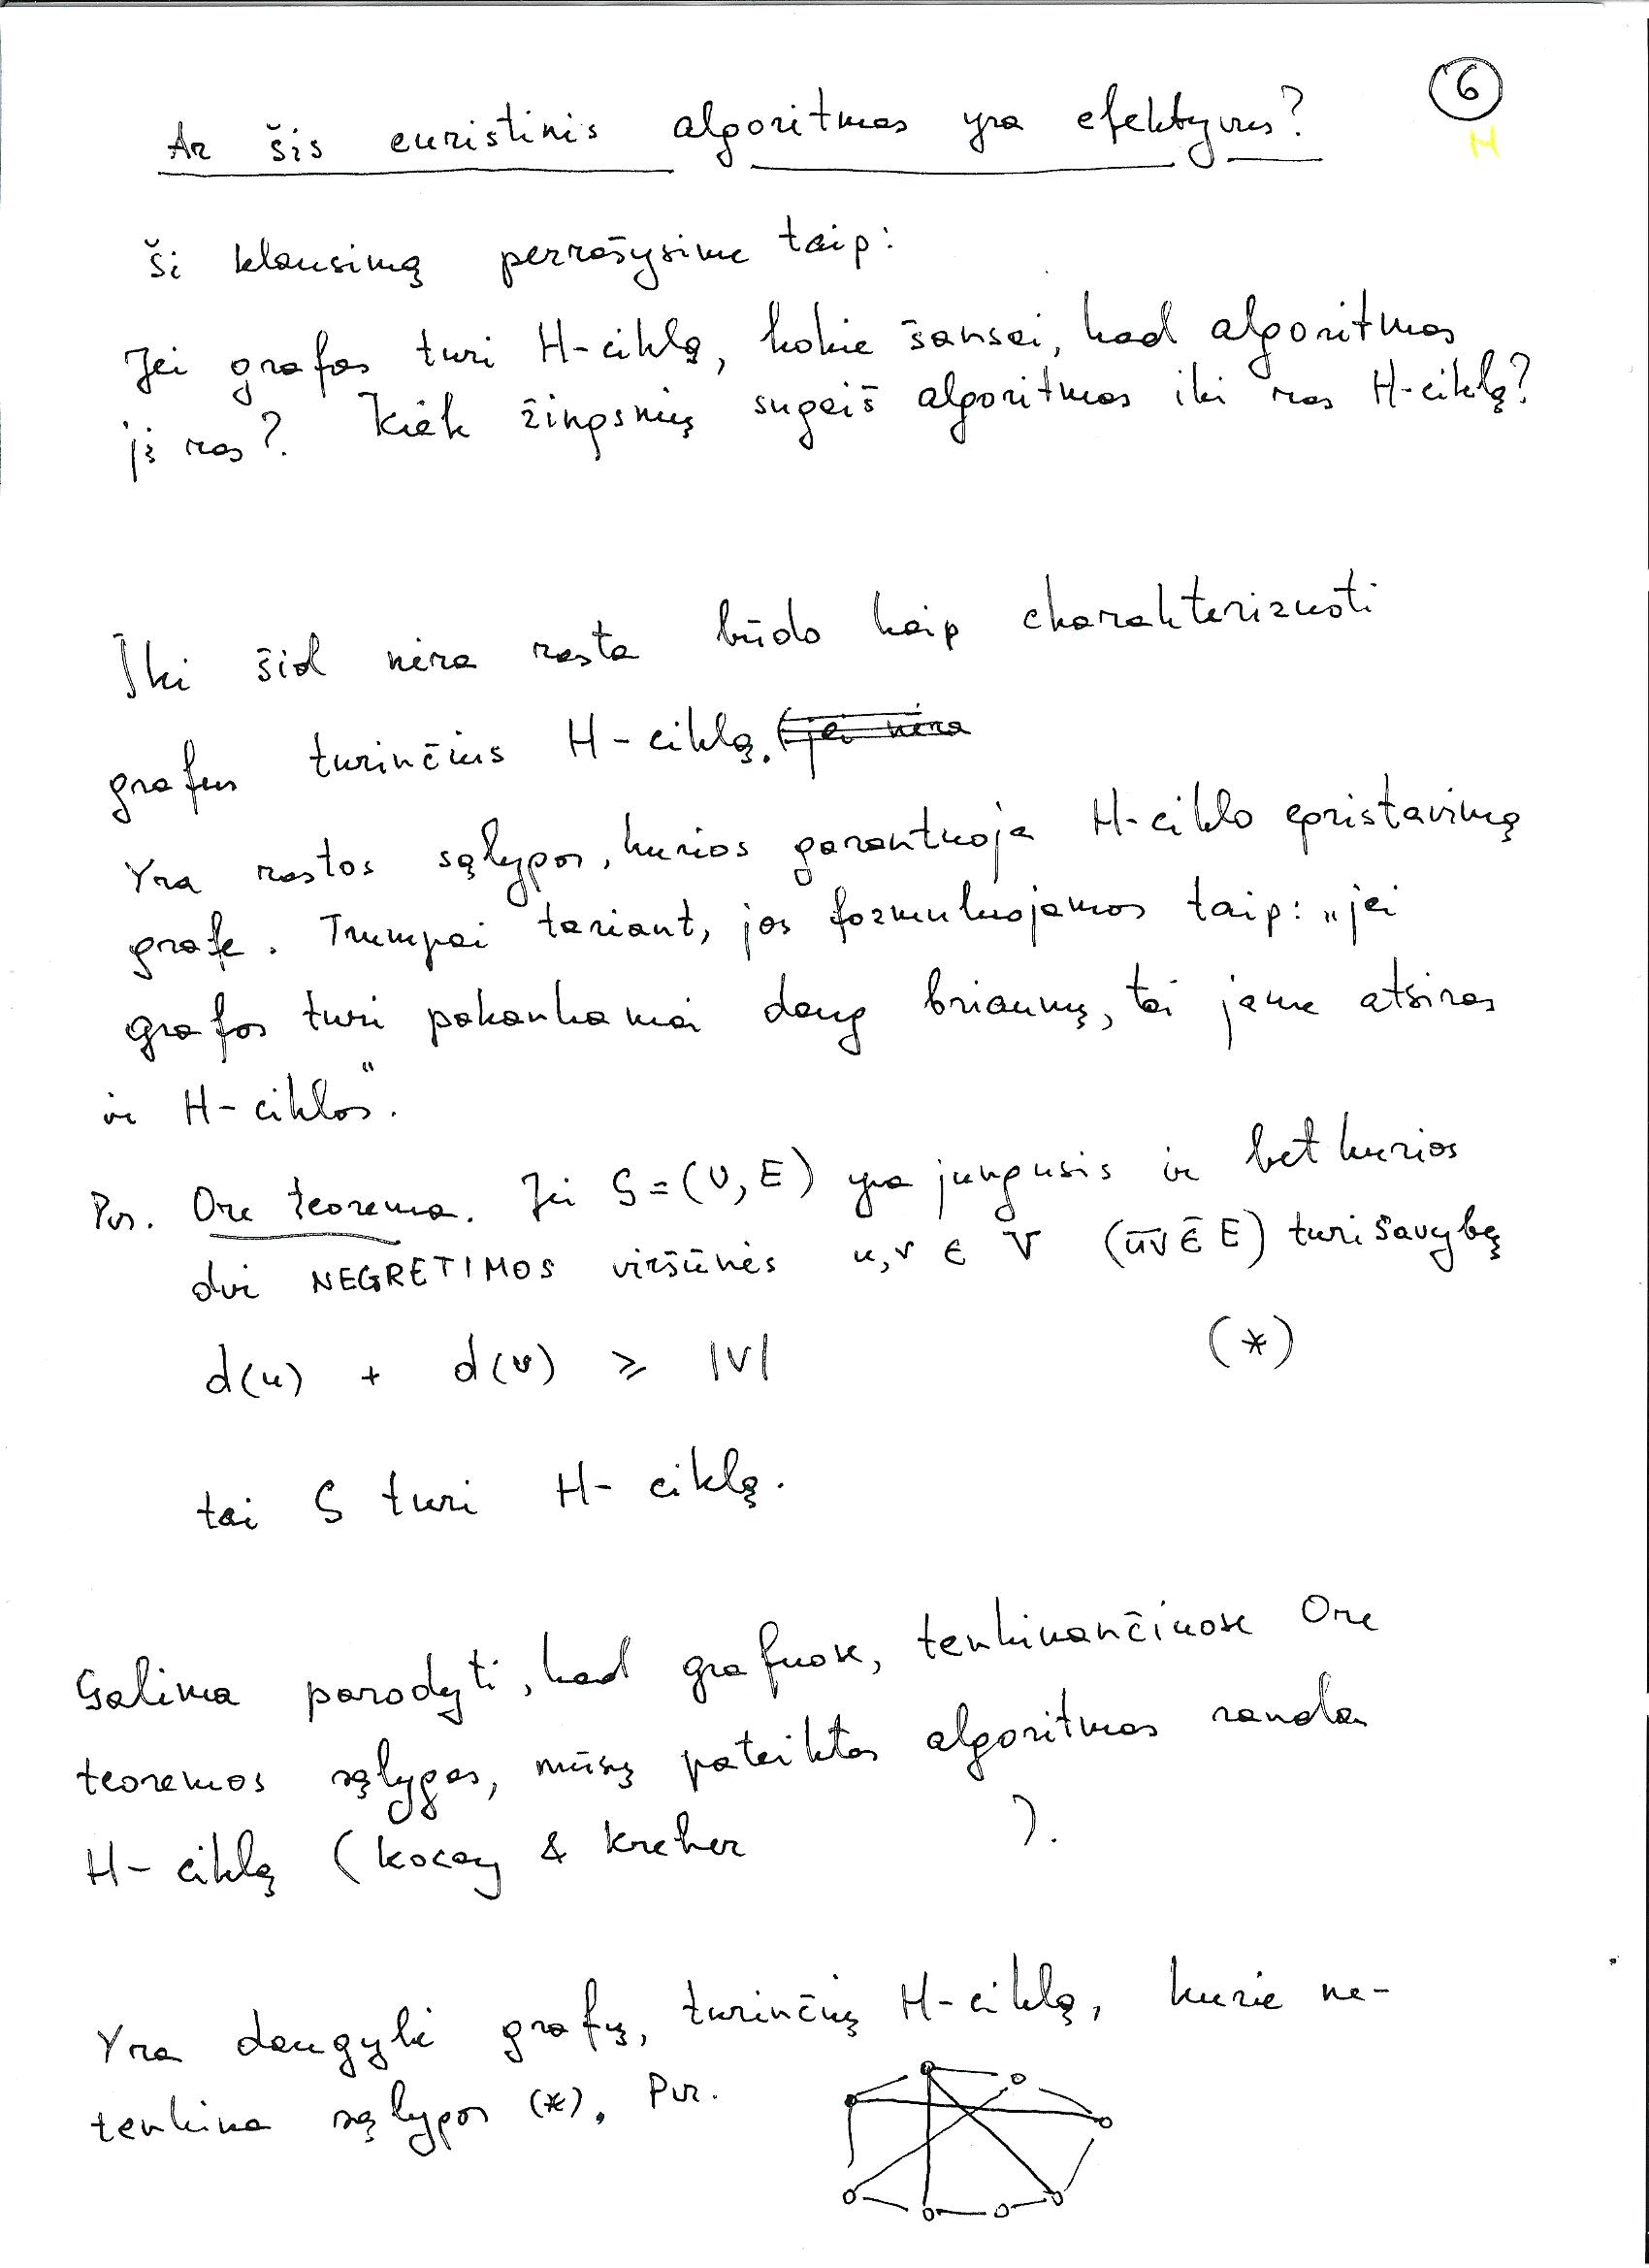 6
H
Ar šis euristinis algoritmas yra efektyvus?
Ši klausimą perrašysime taip:
Jei grafas turi H-ciklą, kokie šansai, kad algoritmas
jį ras? Kiek žingsnių sugaiš algoritmas iki ras H-ciklą?
Iki šiol nėra rasta būdo kaip charakterizuoti
grafus turinčius H-ciklą. (jei nėra
Yra rastos sąlygos, kurios garantuoja H-ciklo egzistavimą
grafe. Trumpai tariant, jos formuluojamos taip: „jei
grafas turi pakankamai daug briaunų, tai jame atsiras
ir H-ciklas“.
Pvz. Ore teorema. Jei G=(V,E) yra jungusis ir bet kurios
dvi NEGRETIMOS viršūnės u,v ∈ V (uv ∉ E) turi savybę
d(u) + d(v) ⩾ |V| (*)
tai G turi H-ciklą.
Galima parodyti, kad grafuose, tenkinančiuose Ore
teoremos sąlygas, mūsų pateiktas algoritmas randa
H-ciklą (Kocay & Kreher ).
Yra daugybė grafų, turinčių H-ciklą, kurie ne-
tenkina sąlygos (*). Pvz.